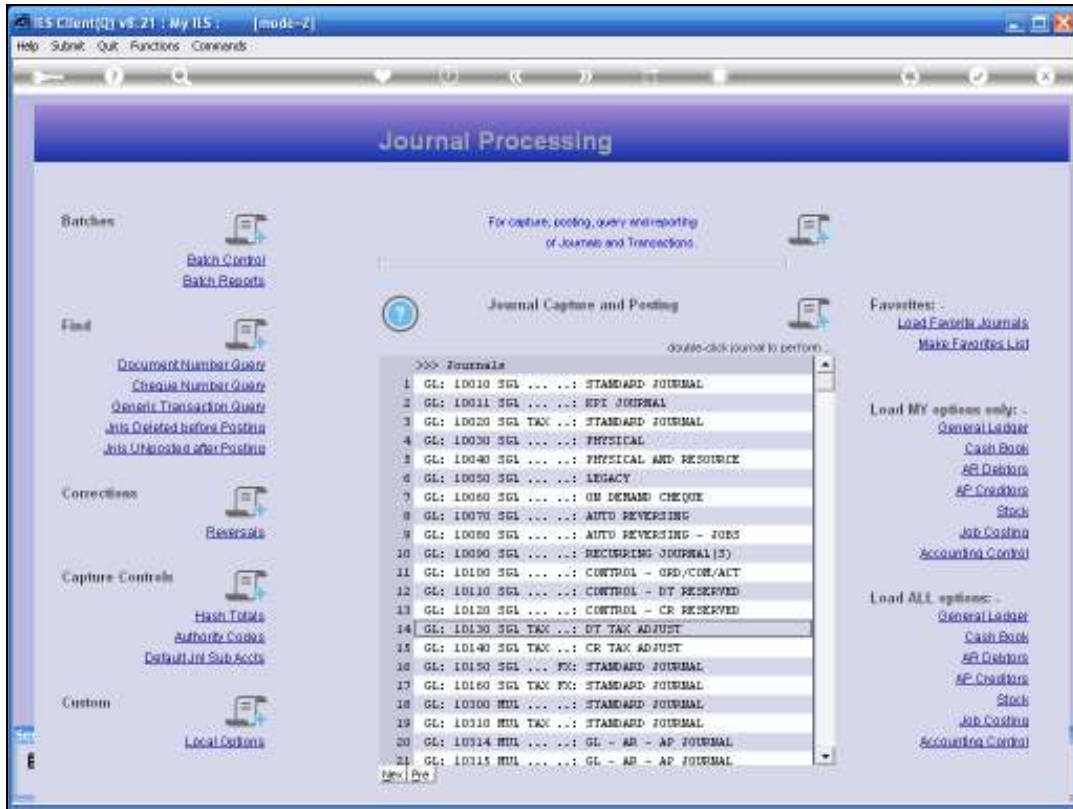 IES Client(Q) v8.21 : My IES : [mode=2]
Help Submit Quit Functions Commands
Journal Processing
Batches
Batch Control
Batch Reports
Find
Document Number Query
Cheque Number Query
Generic Transaction Query
Jnls Deleted before Posting
Jnls UNposted after Posting
Corrections
Reversals
Capture Controls
Hash Totals
Authority Codes
Default Jnl Sub Accts
Custom
Local Options
For capture, posting, query and reporting
of Journals and Transactions.
Journal Capture and Posting
double-click journal to perform ..
>>> Journals
1 GL: 10010 SGL ... ..: STANDARD JOURNAL
2 GL: 10011 SGL ... ..: KPI JOURNAL
3 GL: 10020 SGL TAX ..: STANDARD JOURNAL
4 GL: 10030 SGL ... ..: PHYSICAL
5 GL: 10040 SGL ... ..: PHYSICAL AND RESOURCE
6 GL: 10050 SGL ... ..: LEGACY
7 GL: 10060 SGL ... ..: ON DEMAND CHEQUE
8 GL: 10070 SGL ... ..: AUTO REVERSING
9 GL: 10080 SGL ... ..: AUTO REVERSING - JOBS
10 GL: 10090 SGL ... ..: RECURRING JOURNAL(S)
11 GL: 10100 SGL ... ..: CONTROL - ORD/COM/ACT
12 GL: 10110 SGL ... ..: CONTROL - DT RESERVED
13 GL: 10120 SGL ... ..: CONTROL - CR RESERVED
14 GL: 10130 SGL TAX ..: DT TAX ADJUST
15 GL: 10140 SGL TAX ..: CR TAX ADJUST
16 GL: 10150 SGL ... FX: STANDARD JOURNAL
17 GL: 10160 SGL TAX FX: STANDARD JOURNAL
18 GL: 10300 MUL ... ..: STANDARD JOURNAL
19 GL: 10310 MUL TAX ..: STANDARD JOURNAL
20 GL: 10314 MUL ... ..: GL - AR - AP JOURNAL
21 GL: 10315 MUL ... ..: GL - AR - AP JOURNAL
Nex Pre
Favorites: -
Load Favorite Journals
Make Favorites List
Load MY options only: -
General Ledger
Cash Book
AR Debtors
AP Creditors
Stock
Job Costing
Accounting Control
Load ALL options: -
General Ledger
Cash Book
AR Debtors
AP Creditors
Stock
Job Costing
Accounting Control